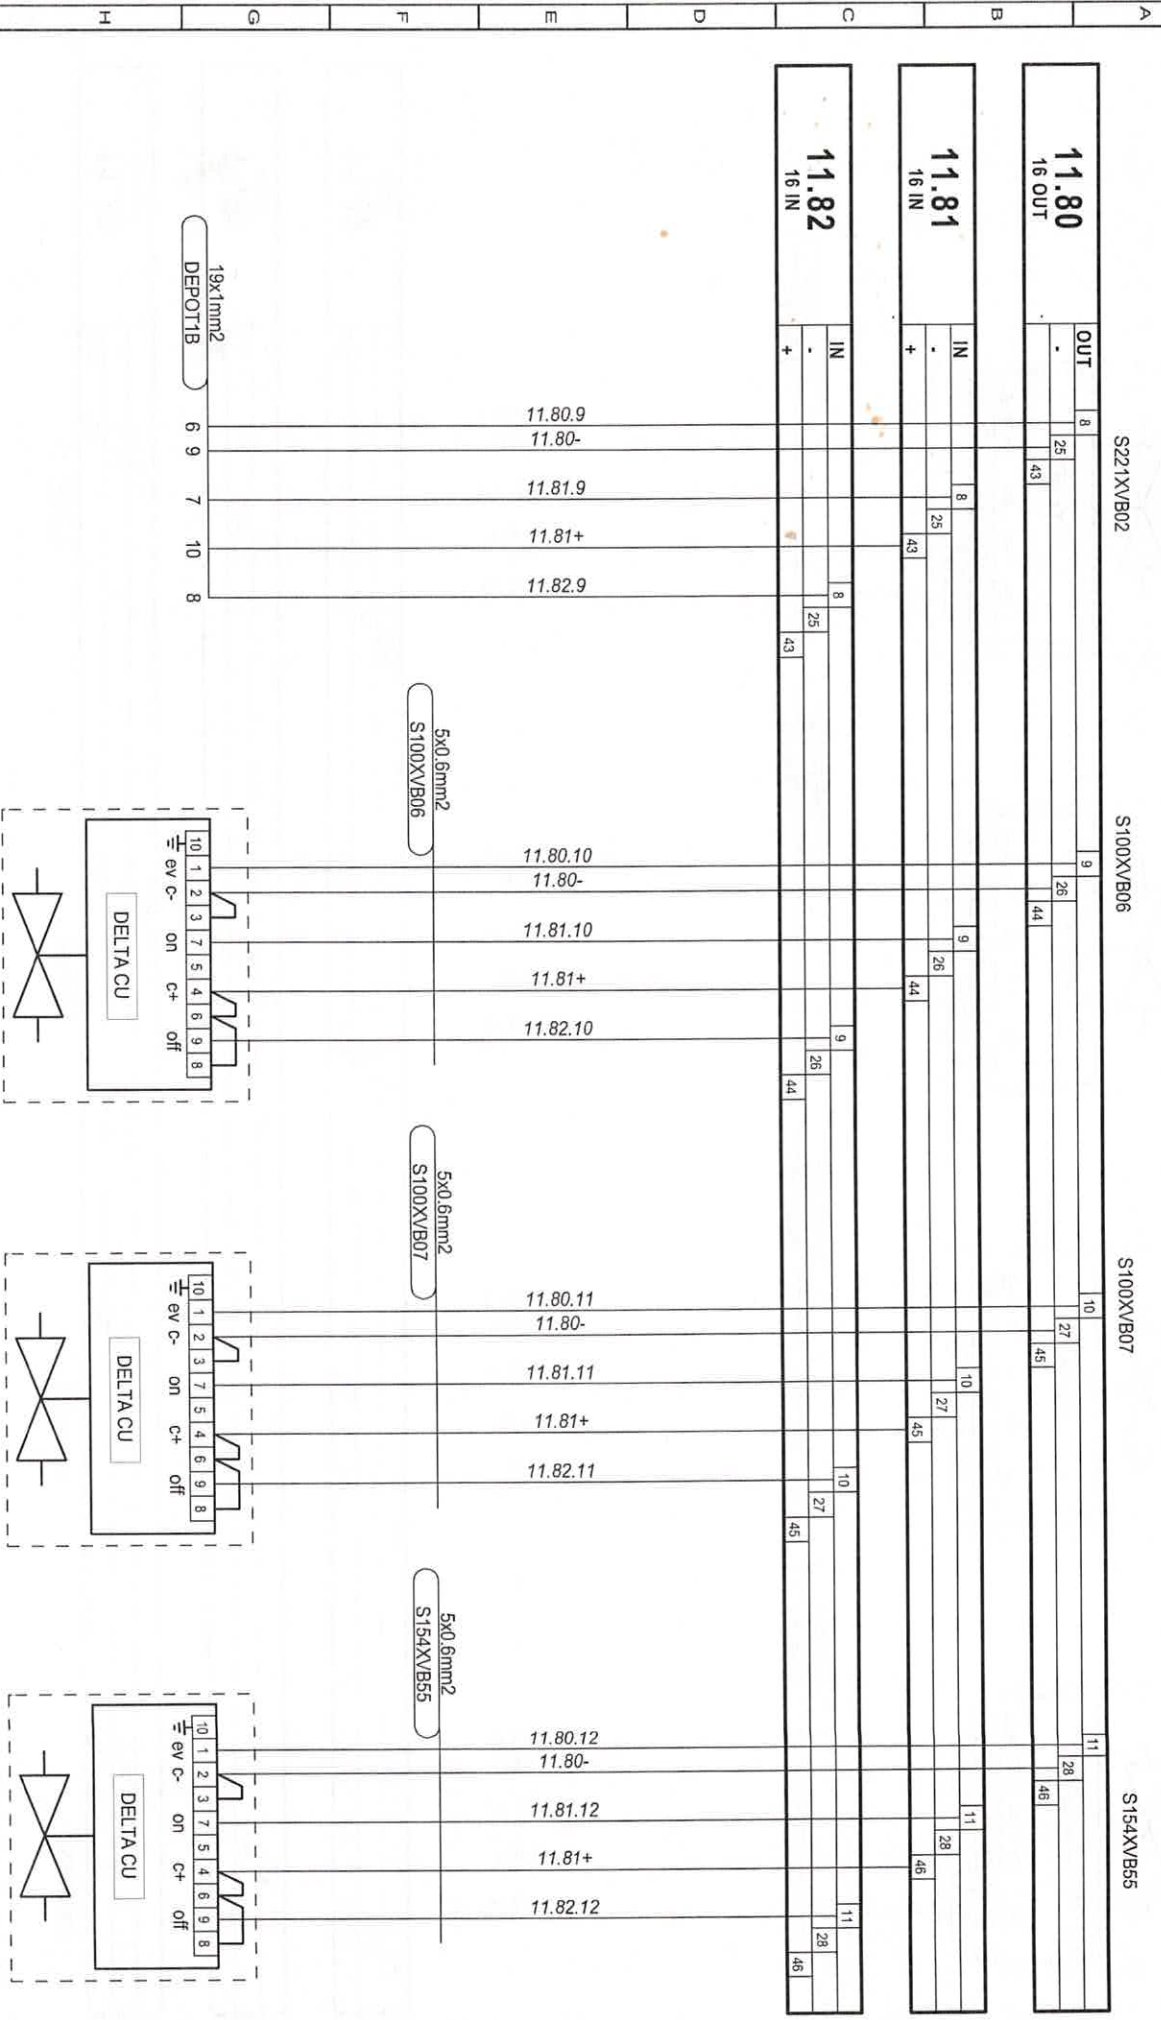 A
B
C
D
E
F
G
H
S221XVB02
S100XVB06
S100XVB07
S154XVB55
11.80
16 OUT
OUT
-
8
25
43
9
26
44
10
27
45
11
28
46
11.81
16 IN
IN
-
+
8
25
43
9
26
44
10
27
45
11
28
46
11.82
16 IN
IN
-
+
8
25
43
9
26
44
10
27
45
11
28
46
11.80.9
11.80-
11.81.9
11.81+
11.82.9
11.80.10
11.80-
11.81.10
11.81+
11.82.10
11.80.11
11.80-
11.81.11
11.81+
11.82.11
11.80.12
11.80-
11.81.12
11.81+
11.82.12
19x1mm2
DEPOT1B
6 9 7 10 8
5x0.6mm2
S100XVB06
5x0.6mm2
S100XVB07
5x0.6mm2
S154XVB55
10 1 2 3 7 5 4 6 9 8
ev c- on c+ off
DELTA CU
10 1 2 3 7 5 4 6 9 8
ev c- on c+ off
DELTA CU
10 1 2 3 7 5 4 6 9 8
ev c- on c+ off
DELTA CU